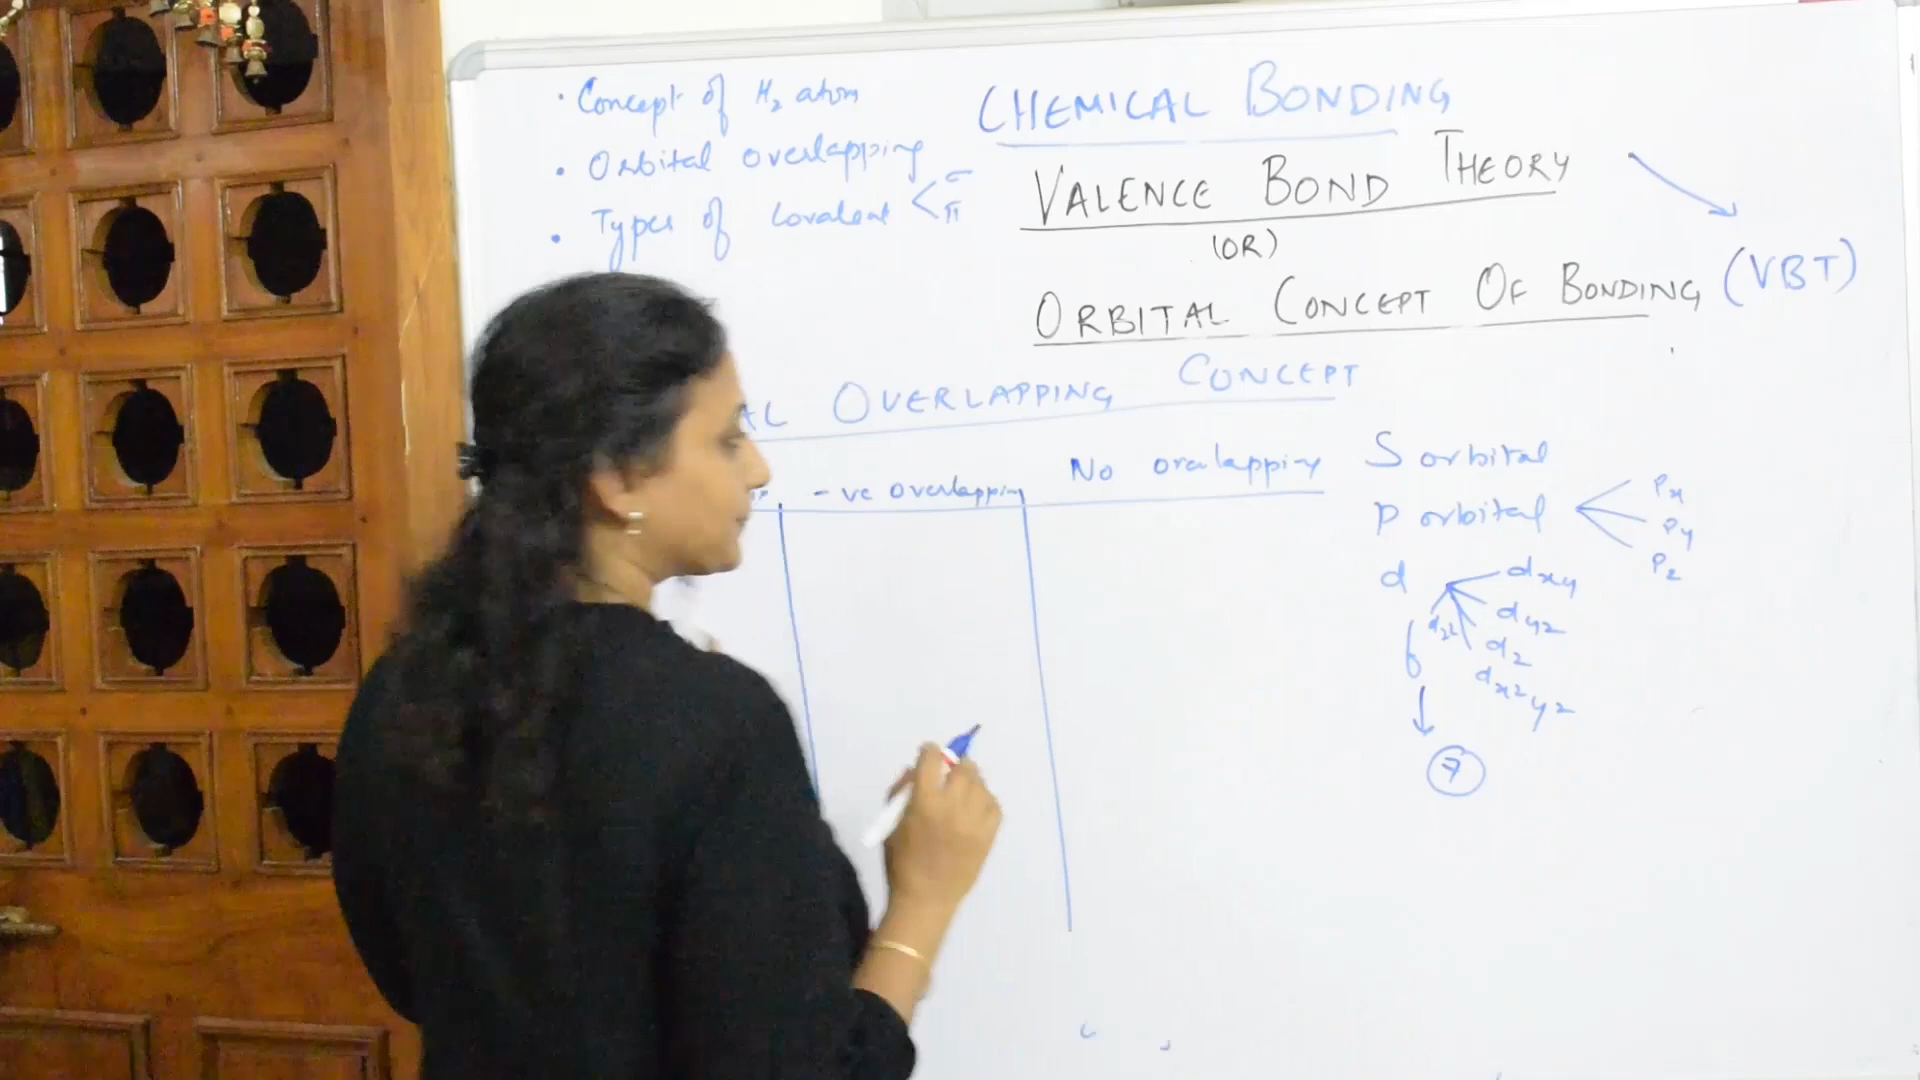 • Concept of H2 atom
• Orbital overlapping
• Types of Covalent < σ π
CHEMICAL BONDING
VALENCE BOND THEORY
(OR)
ORBITAL CONCEPT OF BONDING (VBT)
AL OVERLAPPING CONCEPT
-ve overlapping
No overlapping
S orbital
P orbital
Px
Py
Pz
d
dxy
dyz
dz
dx2y2
f
7